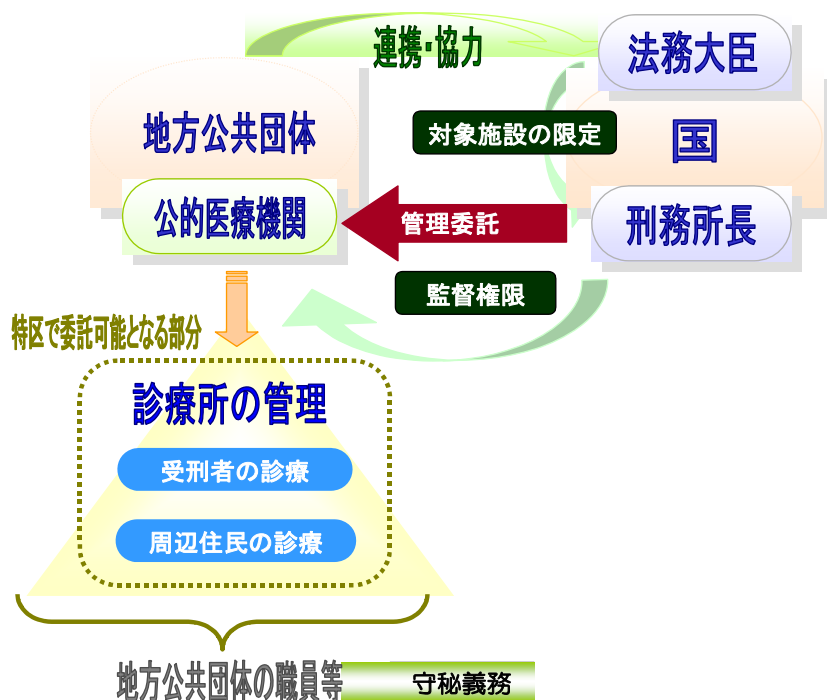 連携・協力
法務大臣
地方公共団体
対象施設の限定
国
公的医療機関
管理委託
刑務所長
監督権限
特区で委託可能となる部分
診療所の管理
受刑者の診療
周辺住民の診療
地方公共団体の職員等
守秘義務